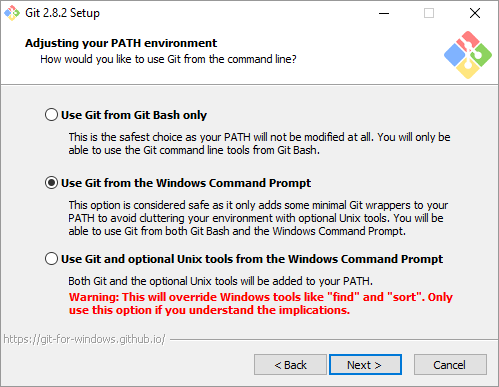 Git 2.8.2 Setup
Adjusting your PATH environment
How would you like to use Git from the command line?
Use Git from Git Bash only
This is the safest choice as your PATH will not be modified at all. You will only be
able to use the Git command line tools from Git Bash.
Use Git from the Windows Command Prompt
This option is considered safe as it only adds some minimal Git wrappers to your
PATH to avoid cluttering your environment with optional Unix tools. You will be
able to use Git from both Git Bash and the Windows Command Prompt.
Use Git and optional Unix tools from the Windows Command Prompt
Both Git and the optional Unix tools will be added to your PATH.
Warning: This will override Windows tools like "find" and "sort". Only
use this option if you understand the implications.
https://git-for-windows.github.io/
< Back
Next >
Cancel